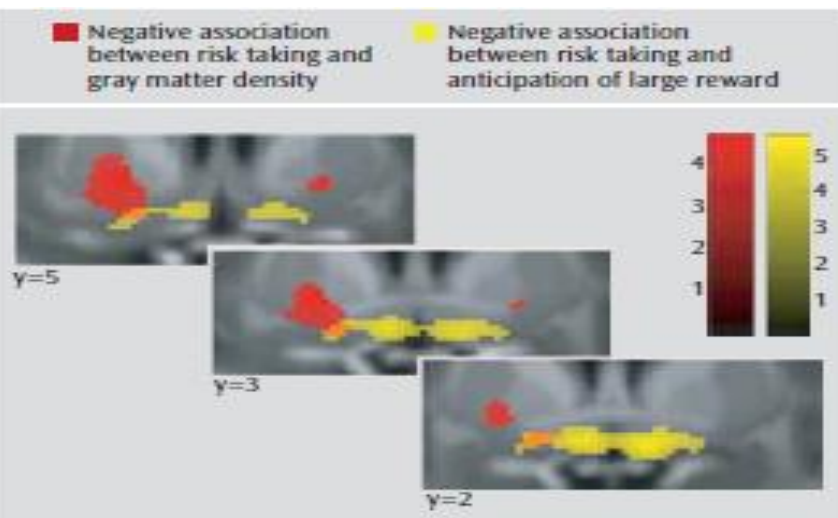 Negative association
between risk taking and
gray matter density
Negative association
between risk taking and
anticipation of large reward
4
3
2
1
5
4
3
2
1
y=5
y=3
y=2